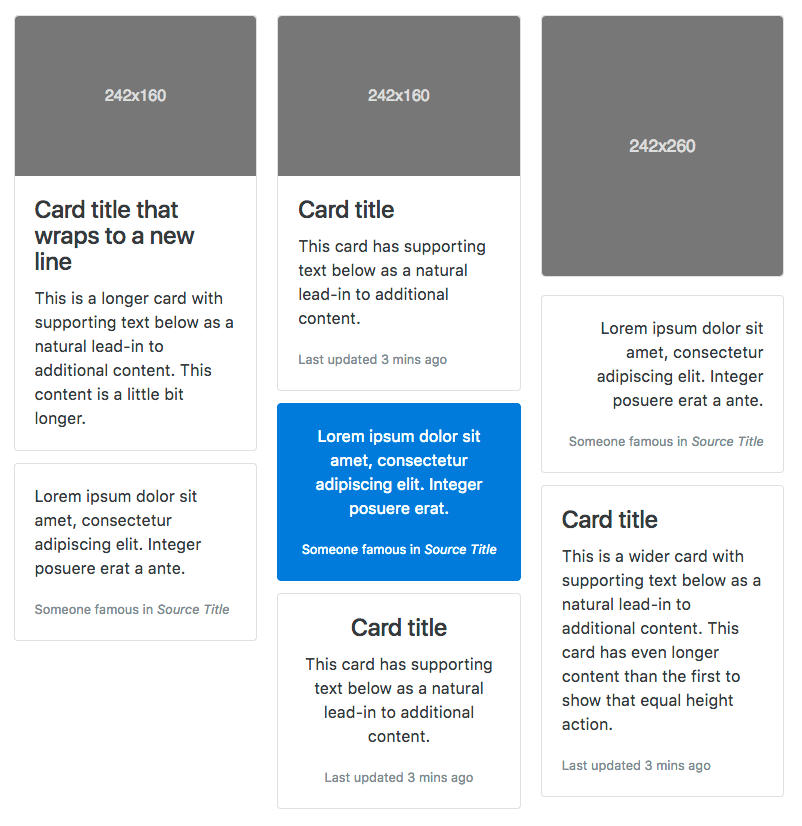 242x160
Card title that
wraps to a new
line
This is a longer card with
supporting text below as a
natural lead-in to
additional content. This
content is a little bit
longer.
Lorem ipsum dolor sit
amet, consectetur
adipiscing elit. Integer
posuere erat a ante.
Someone famous in Source Title
242x160
Card title
This card has supporting
text below as a natural
lead-in to additional
content.
Last updated 3 mins ago
Lorem ipsum dolor sit
amet, consectetur
adipiscing elit. Integer
posuere erat.
Someone famous in Source Title
Card title
This card has supporting
text below as a natural
lead-in to additional
content.
Last updated 3 mins ago
242x260
Lorem ipsum dolor sit
amet, consectetur
adipiscing elit. Integer
posuere erat a ante.
Someone famous in Source Title
Card title
This is a wider card with
supporting text below as a
natural lead-in to
additional content. This
card has even longer
content than the first to
show that equal height
action.
Last updated 3 mins ago